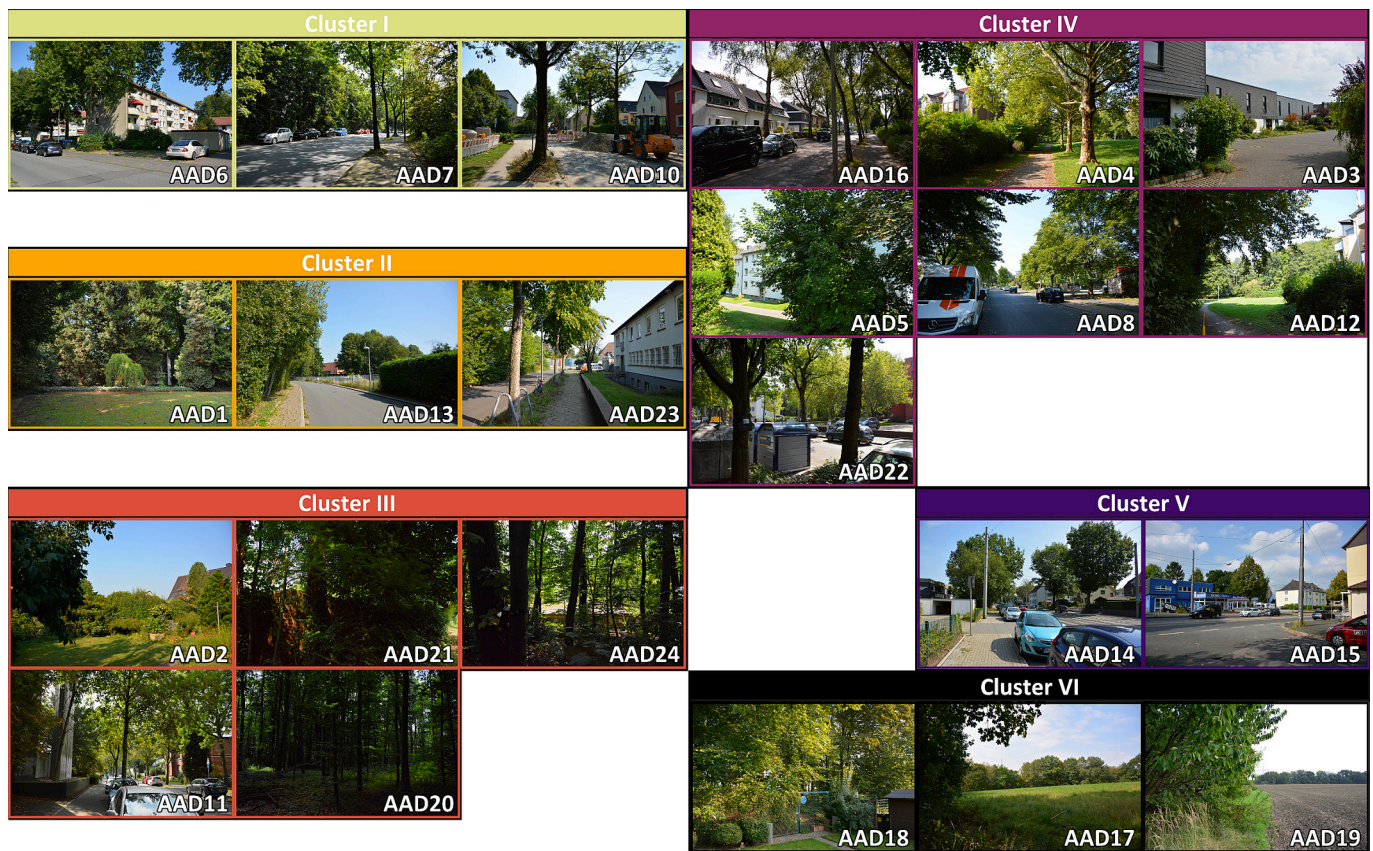 Cluster I
AAD6
AAD7
AAD10
Cluster II
AAD1
AAD13
AAD23
Cluster III
AAD2
AAD21
AAD24
AAD11
AAD20
Cluster IV
AAD16
AAD4
AAD3
AAD5
AAD8
AAD12
AAD22
Cluster V
AAD14
AAD15
Cluster VI
AAD18
AAD17
AAD19